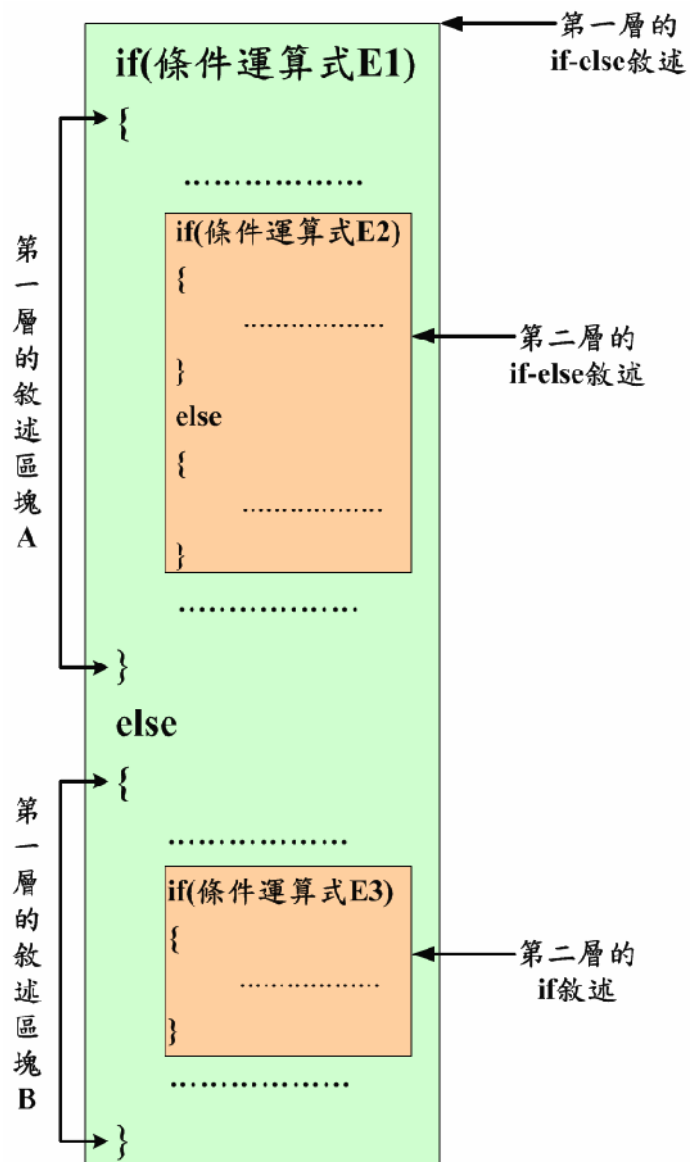 第一層的
if-else敘述
if(條件運算式E1)
{
………………
if(條件運算式E2)
{
………………
}
else
{
………………
}
………………
}
else
{
………………
if(條件運算式E3)
{
………………
}
………………
}
第二層的
if-else敘述
第二層的
if敘述
第一層的敘述區塊A
第一層的敘述區塊B